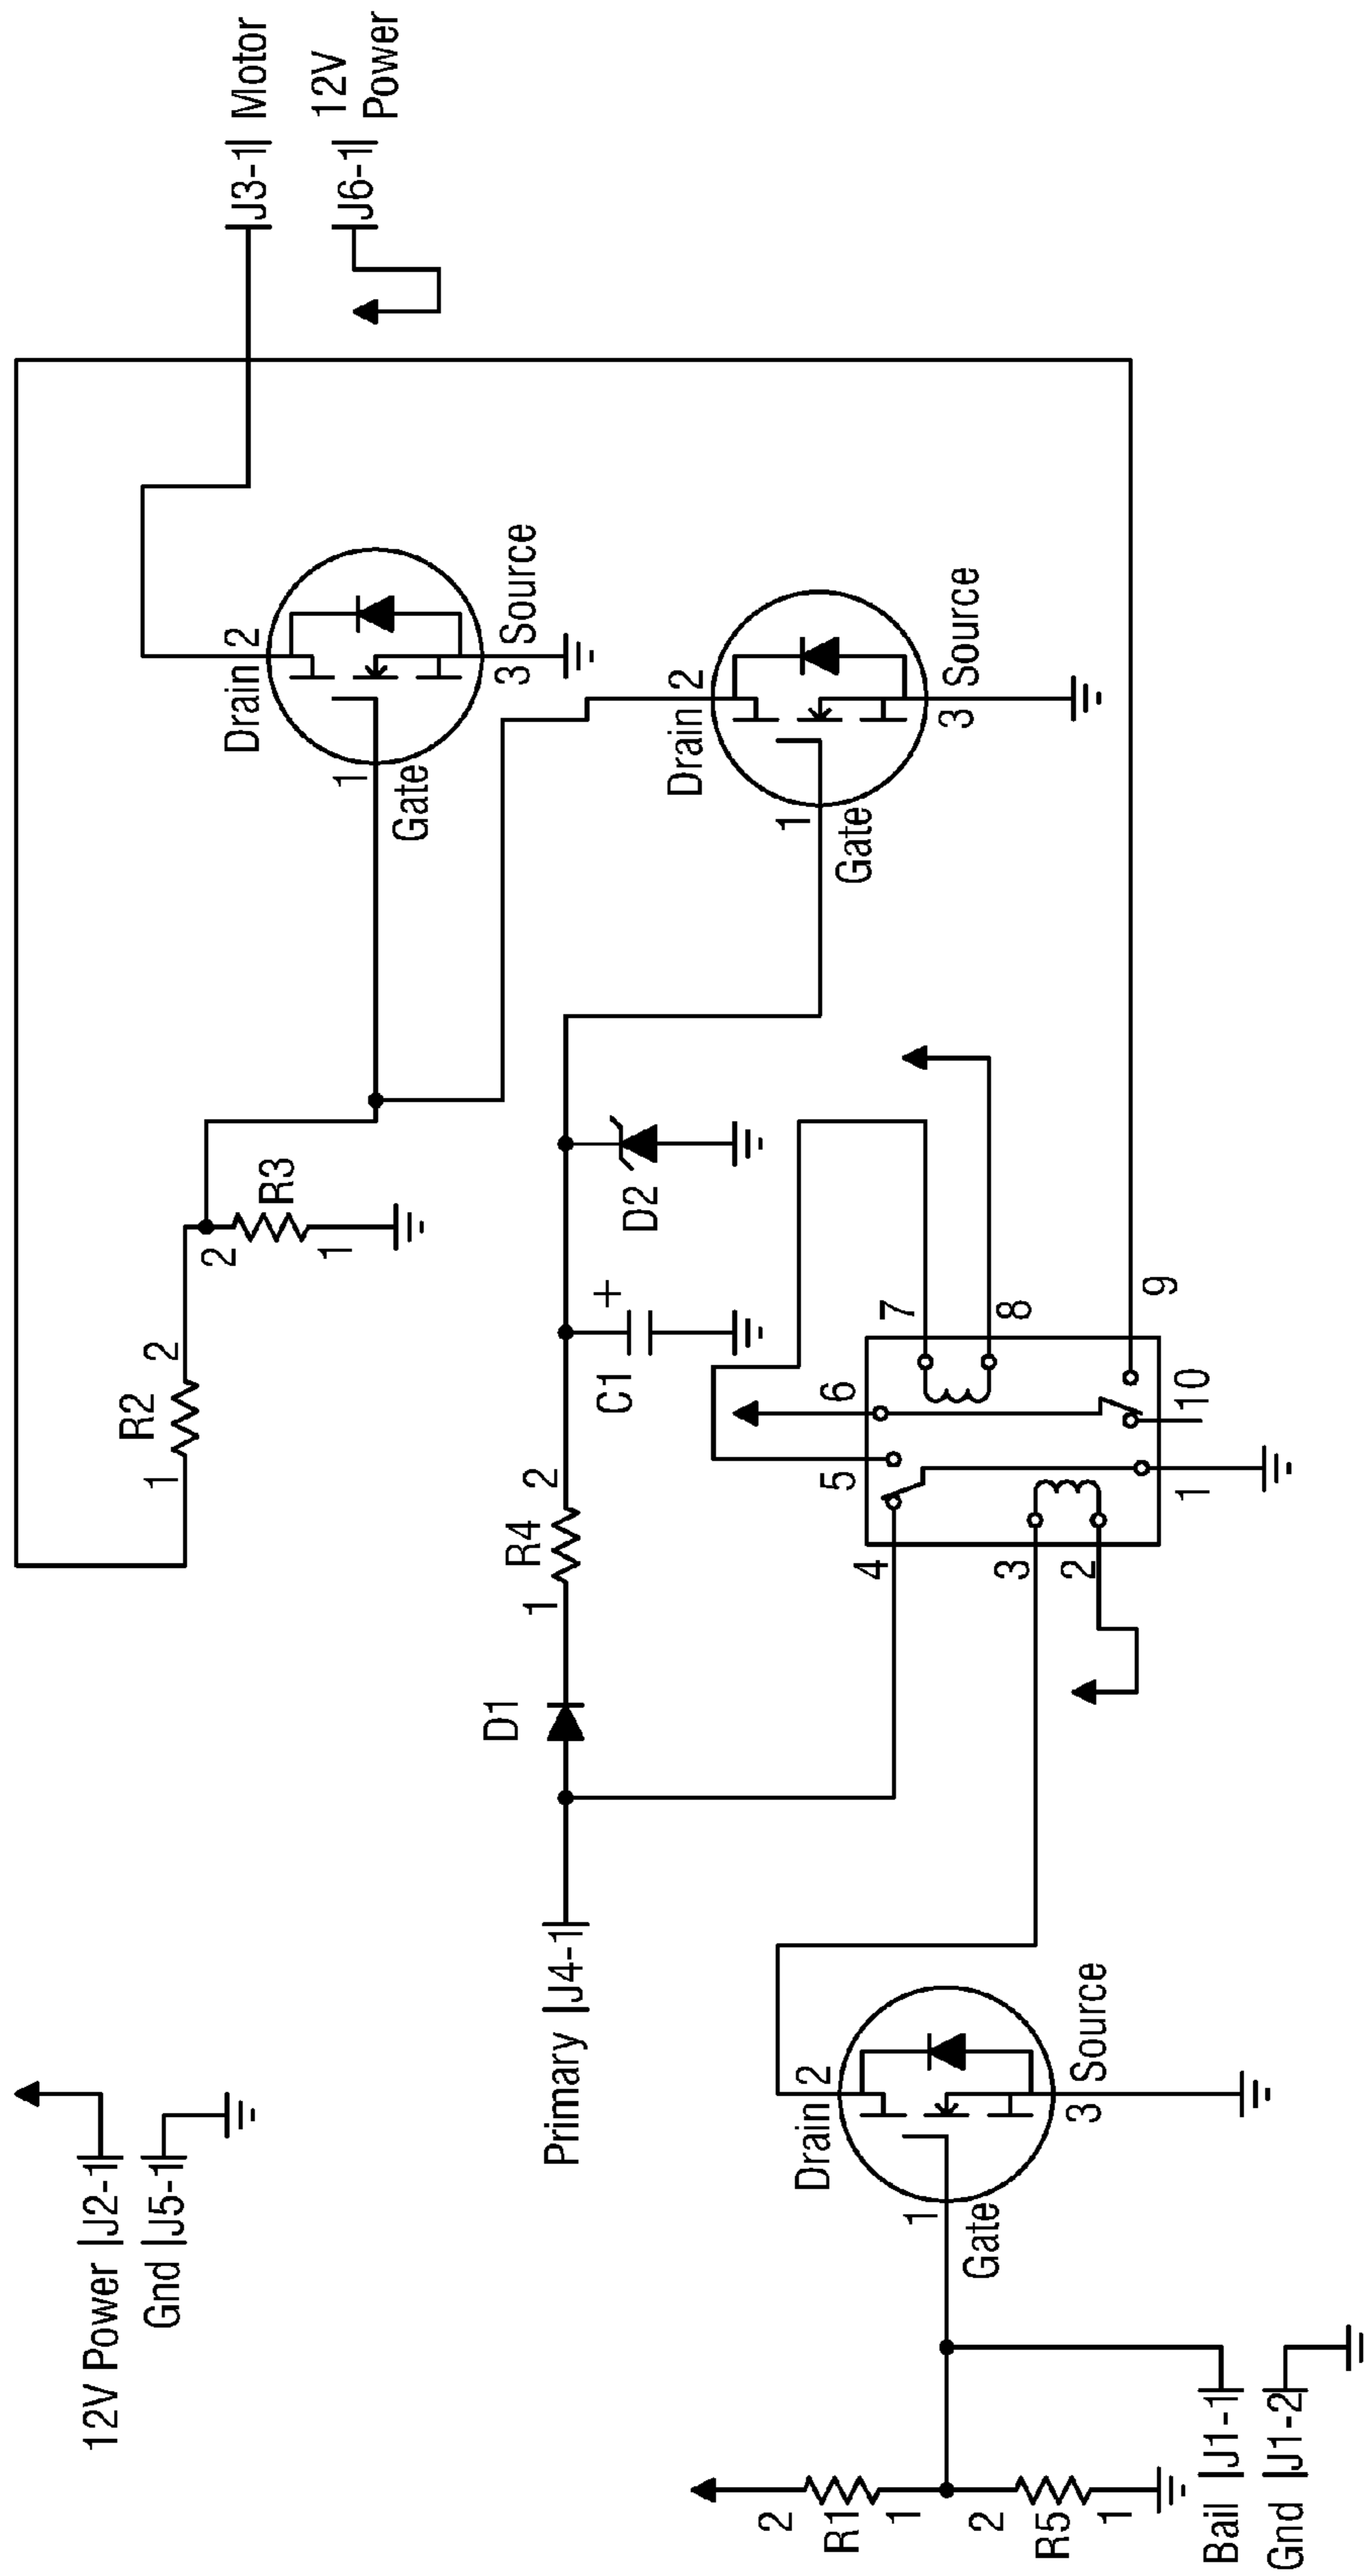 12V Power |J2-1|
Gnd |J5-1|
Primary |J4-1|
Bail |J1-1|
Gnd |J1-2|
2
R1
1
2
R5
1
1
Gate
Drain 2
3 Source
D1
1
R4
2
1
R2
2
2
R3
1
C1
+
D2
4
3
2
5
6
7
8
9
10
1
1
Gate
Drain 2
3 Source
1
Gate
Drain 2
3
Source
|J3-1| Motor
|J6-1|
12V
Power